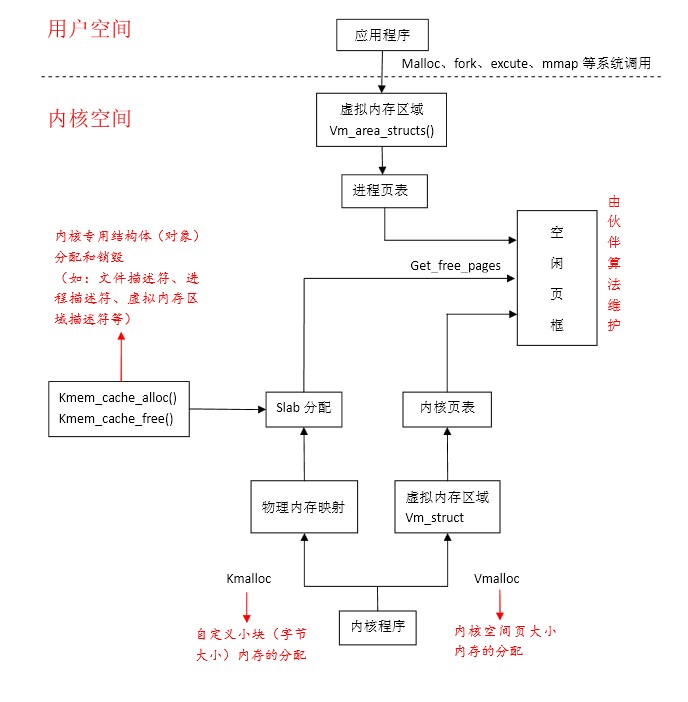 用户空间
应用程序
Malloc、fork、excute、mmap 等系统调用
内核空间
虚拟内存区域
Vm_area_structs()
进程页表
由伙伴算法维护
空闲页框
内核专用结构体（对象）
分配和销毁
（如：文件描述符、进
程描述符、虚拟内存区
域描述符等）
Get_free_pages
Kmem_cache_alloc()
Kmem_cache_free()
Slab 分配
内核页表
物理内存映射
虚拟内存区域
Vm_struct
Kmalloc
Vmalloc
内核程序
自定义小块（字节
大小）内存的分配
内核空间页大小
内存的分配